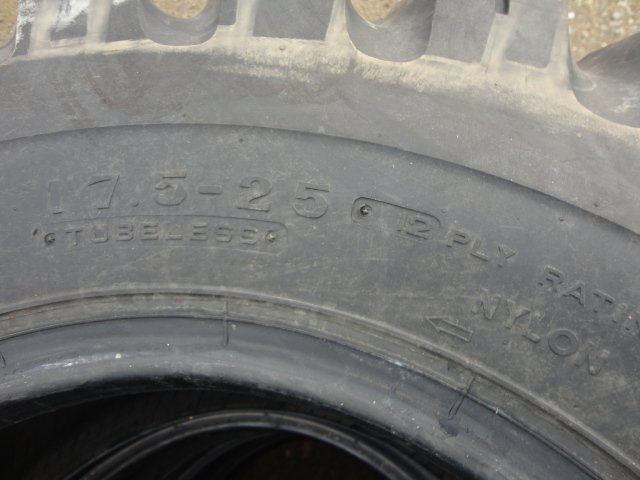 17.5-25
TUBELESS
12 PLY RATIN
NYLON